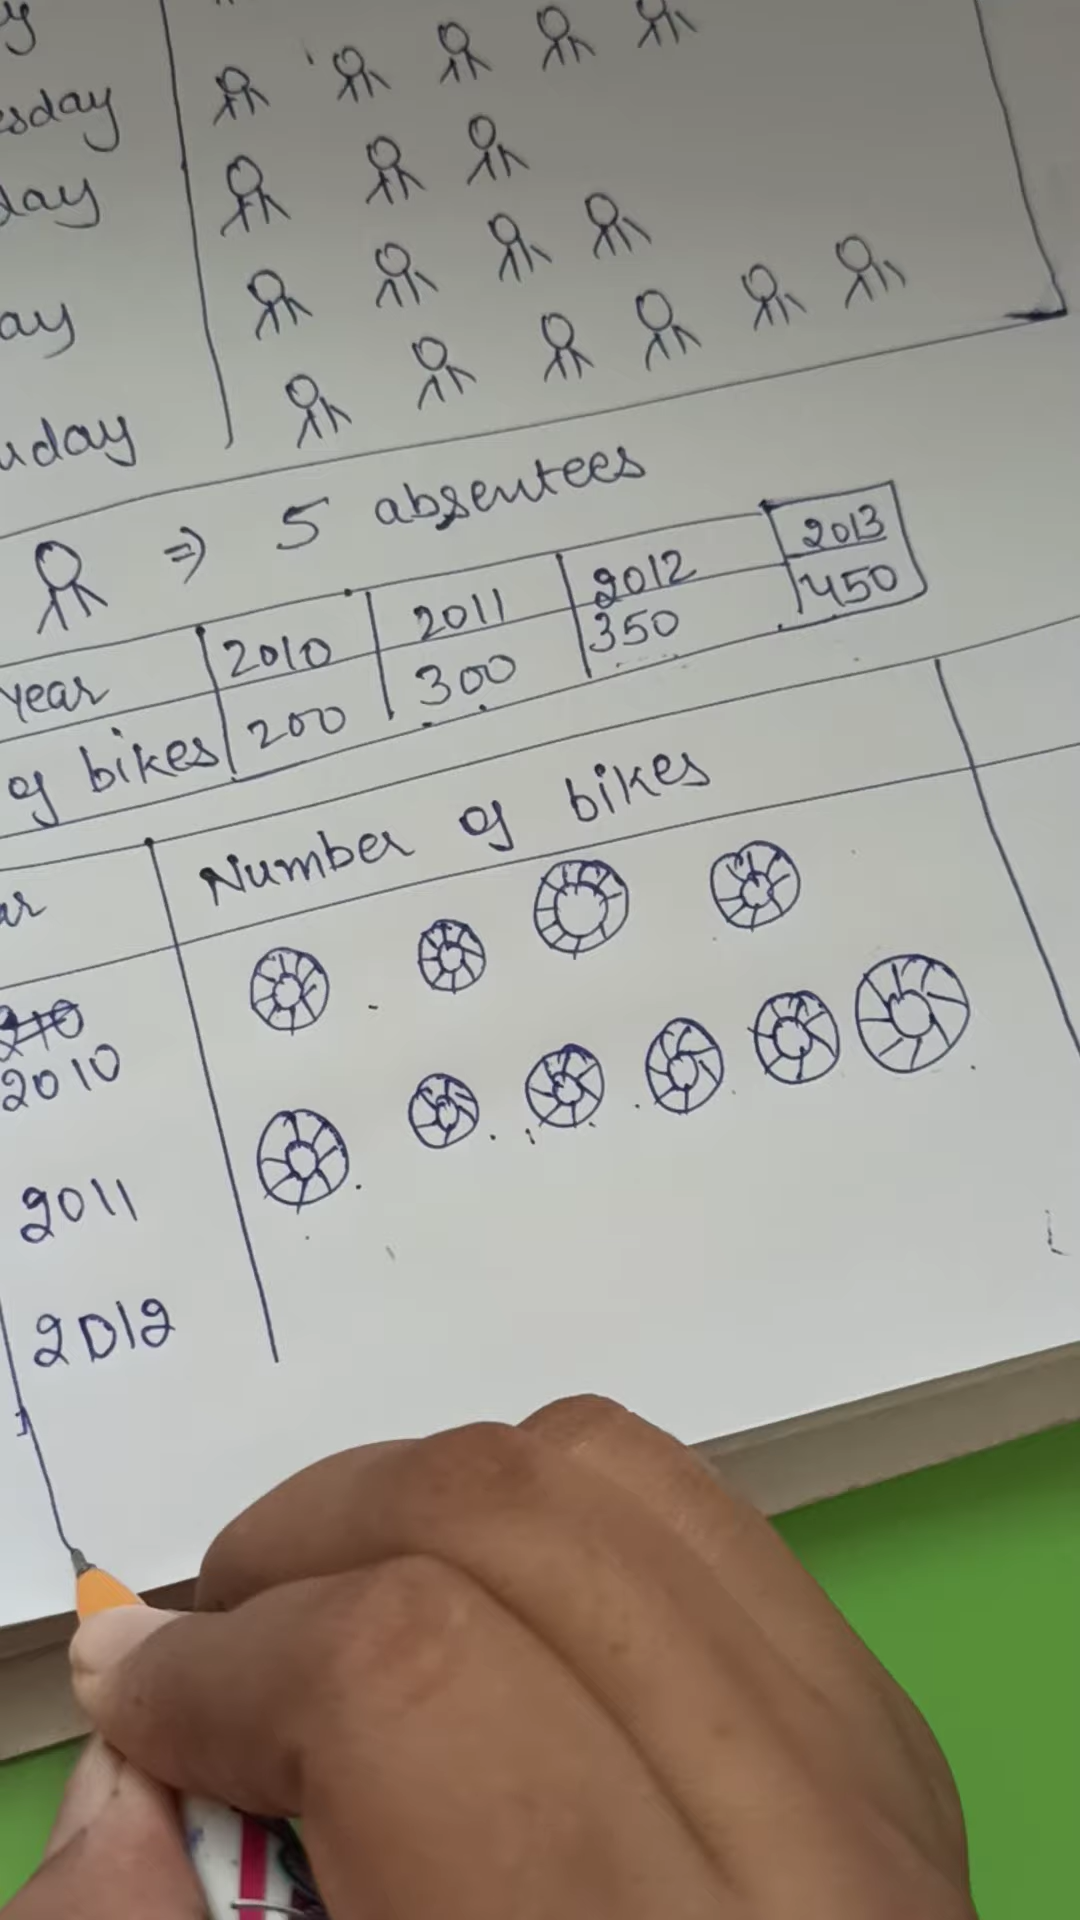 y
sday
day
ay
uday
⇒ 5 absentees
year 2010 2011 2012 2013
of bikes 200 300 350 450
ar Number of bikes
2010
2011
2012